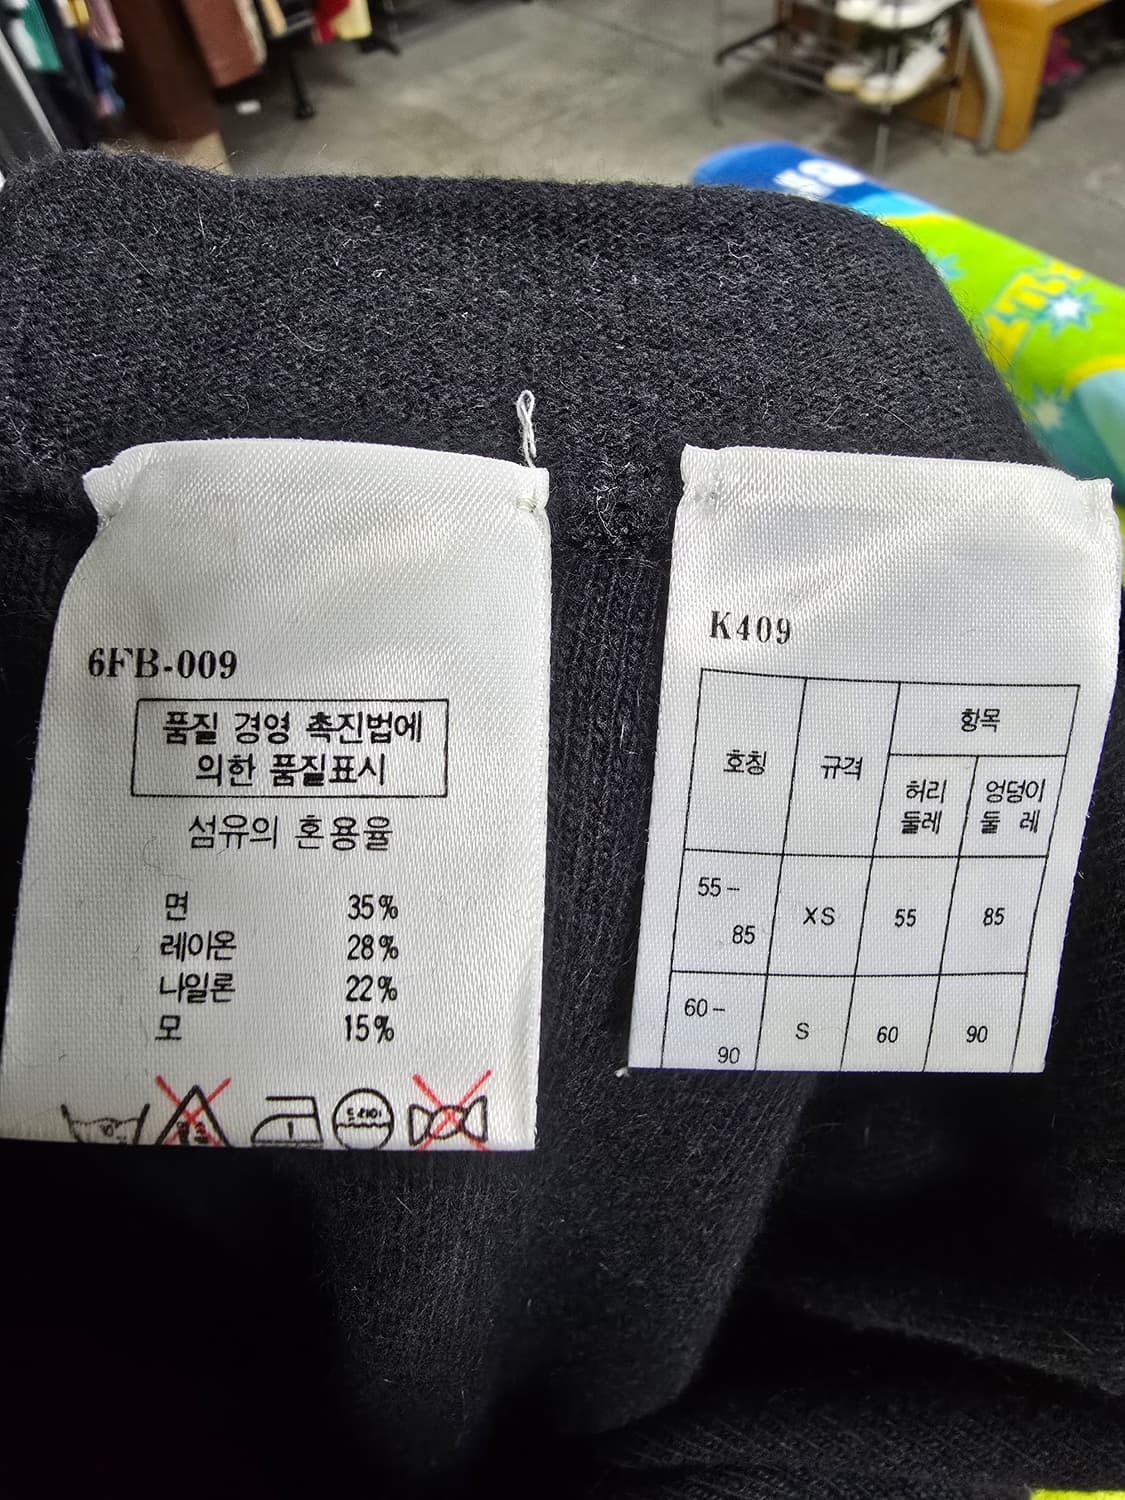 6FB-009
품질 경영 촉진법에
의한 품질표시
섬유의 혼용율
면 35%
레이온 28%
나일론 22%
모 15%
K409
호칭 규격 항목
허리 둘레 엉덩이 둘 레
55-85 XS 55 85
60-90 S 60 90